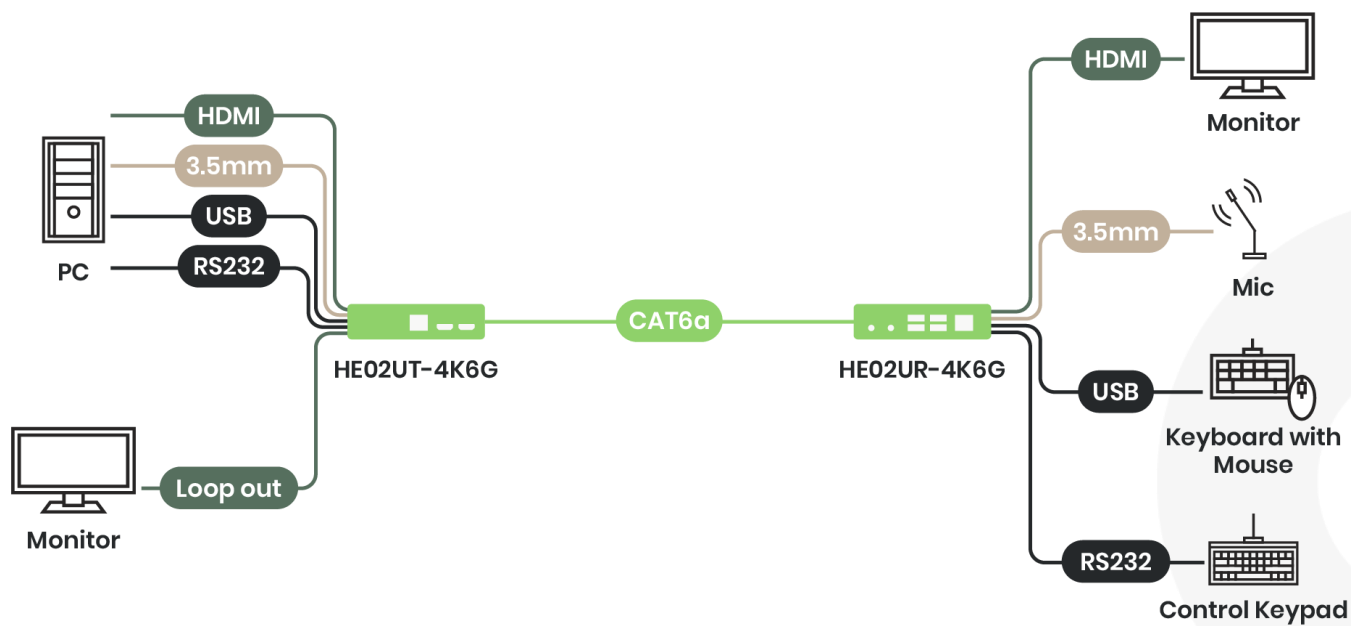 HDMI
3.5mm
USB
RS232
PC
HE02UT-4K6G
Loop out
Monitor
CAT6a
HE02UR-4K6G
HDMI
Monitor
3.5mm
Mic
USB
Keyboard with
Mouse
RS232
Control Keypad